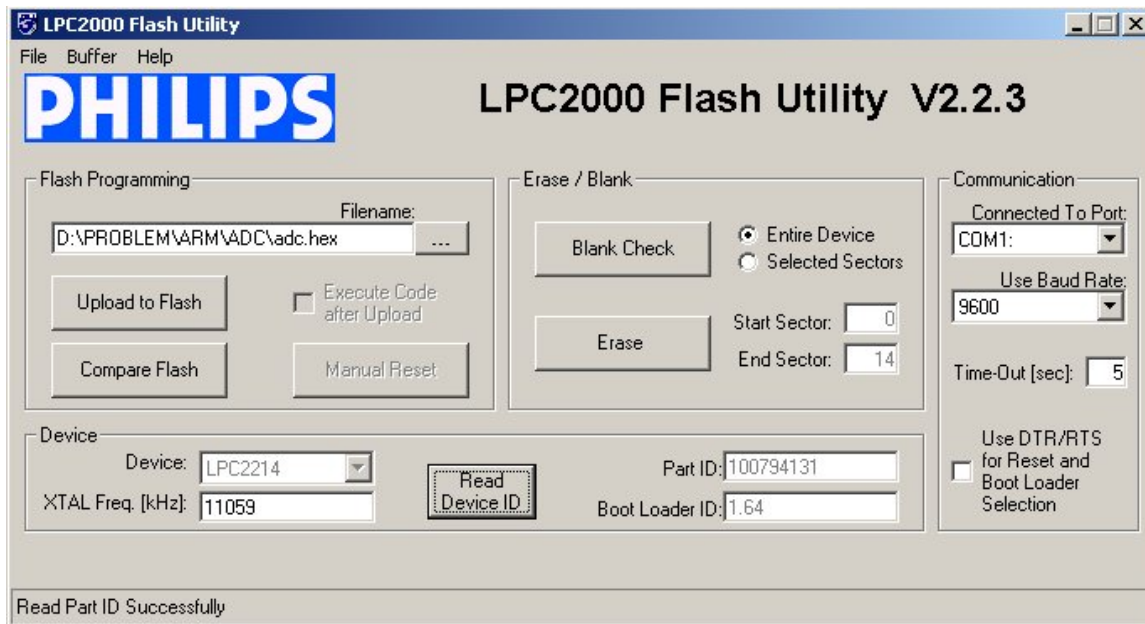 LPC2000 Flash Utility
File Buffer Help
PHILIPS
LPC2000 Flash Utility V2.2.3
Flash Programming
Filename:
D:\PROBLEM\ARM\ADC\adc.hex
...
Upload to Flash
Execute Code
after Upload
Compare Flash
Manual Reset
Erase / Blank
Blank Check
Entire Device
Selected Sectors
Erase
Start Sector: 0
End Sector: 14
Communication
Connected To Port:
COM1:
Use Baud Rate:
9600
Time-Out [sec]: 5
Use DTR/RTS
for Reset and
Boot Loader
Selection
Device
Device: LPC2214
XTAL Freq. [kHz]: 11059
Read
Device ID
Part ID: 100794131
Boot Loader ID: 1.64
Read Part ID Successfully